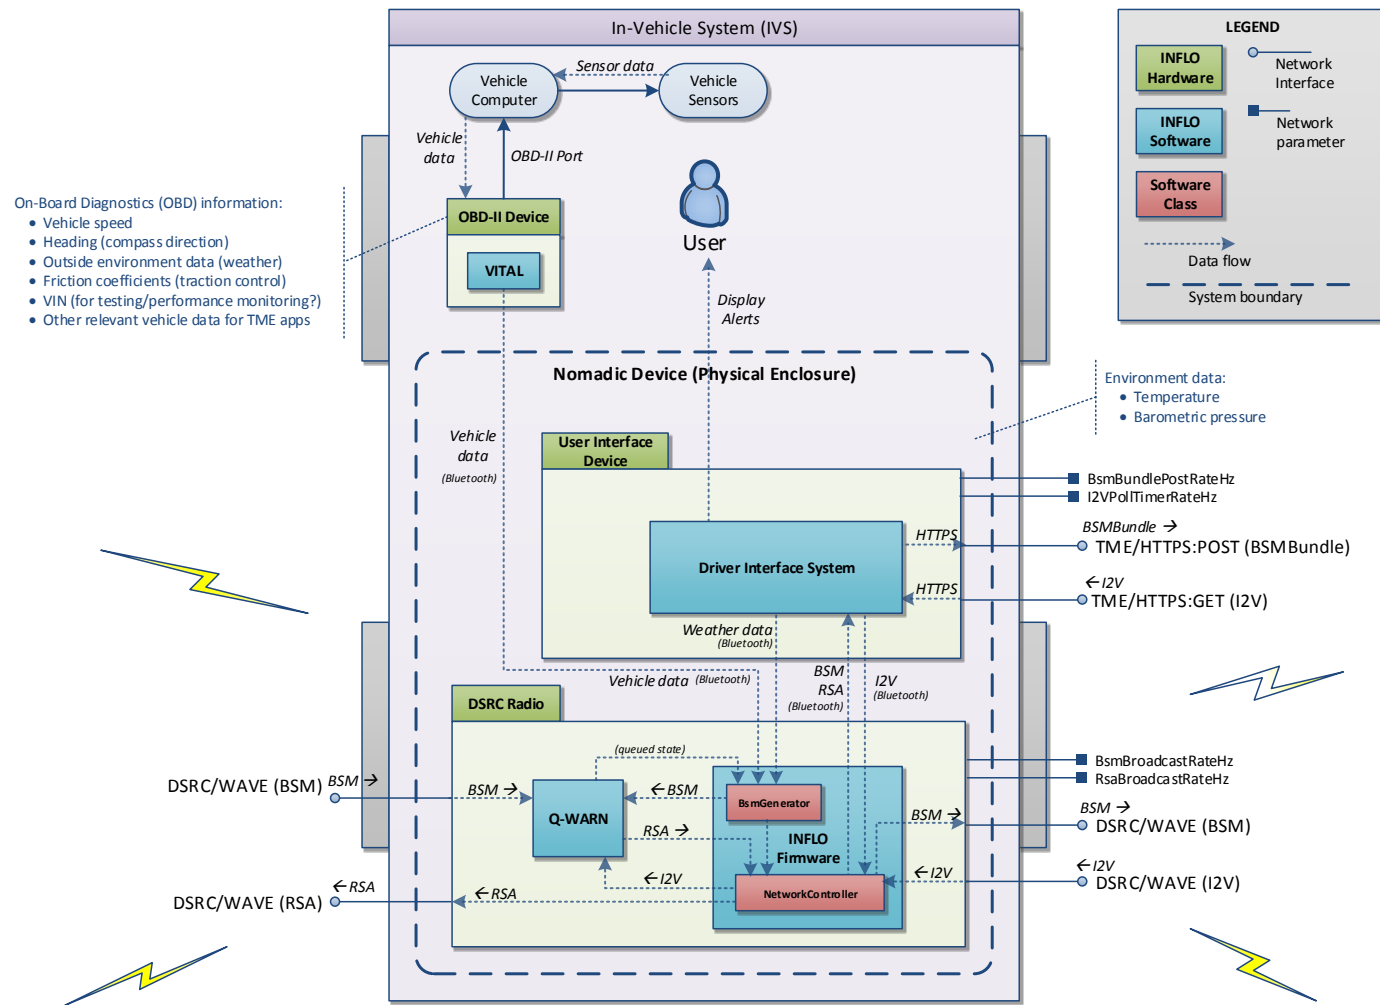 In-Vehicle System (IVS)
LEGEND
INFLO
Hardware
Network
Interface
INFLO
Software
Network
parameter
Software
Class
Data flow
System boundary
Vehicle
Computer
Sensor data
Vehicle
Sensors
Vehicle
data
OBD-II Port
On-Board Diagnostics (OBD) information:
• Vehicle speed
• Heading (compass direction)
• Outside environment data (weather)
• Friction coefficients (traction control)
• VIN (for testing/performance monitoring?)
• Other relevant vehicle data for TME apps
OBD-II Device
VITAL
User
Display
Alerts
Nomadic Device (Physical Enclosure)
Environment data:
• Temperature
• Barometric pressure
Vehicle
data
(Bluetooth)
User Interface
Device
BsmBundlePostRateHz
I2VPollTimerRateHz
BSMBundle →
TME/HTTPS:POST (BSMBundle)
HTTPS
Driver Interface System
HTTPS
← I2V
TME/HTTPS:GET (I2V)
Weather data
(Bluetooth)
Vehicle data (Bluetooth)
BSM
RSA
(Bluetooth)
I2V
(Bluetooth)
DSRC Radio
(queued state)
BsmBroadcastRateHz
RsaBroadcastRateHz
DSRC/WAVE (BSM)
BSM →
BSM →
Q-WARN
← BSM
BsmGenerator
RSA →
INFLO
Firmware
BSM →
BSM →
DSRC/WAVE (BSM)
← I2V
NetworkController
← I2V
← I2V
DSRC/WAVE (I2V)
← RSA
← RSA
DSRC/WAVE (RSA)